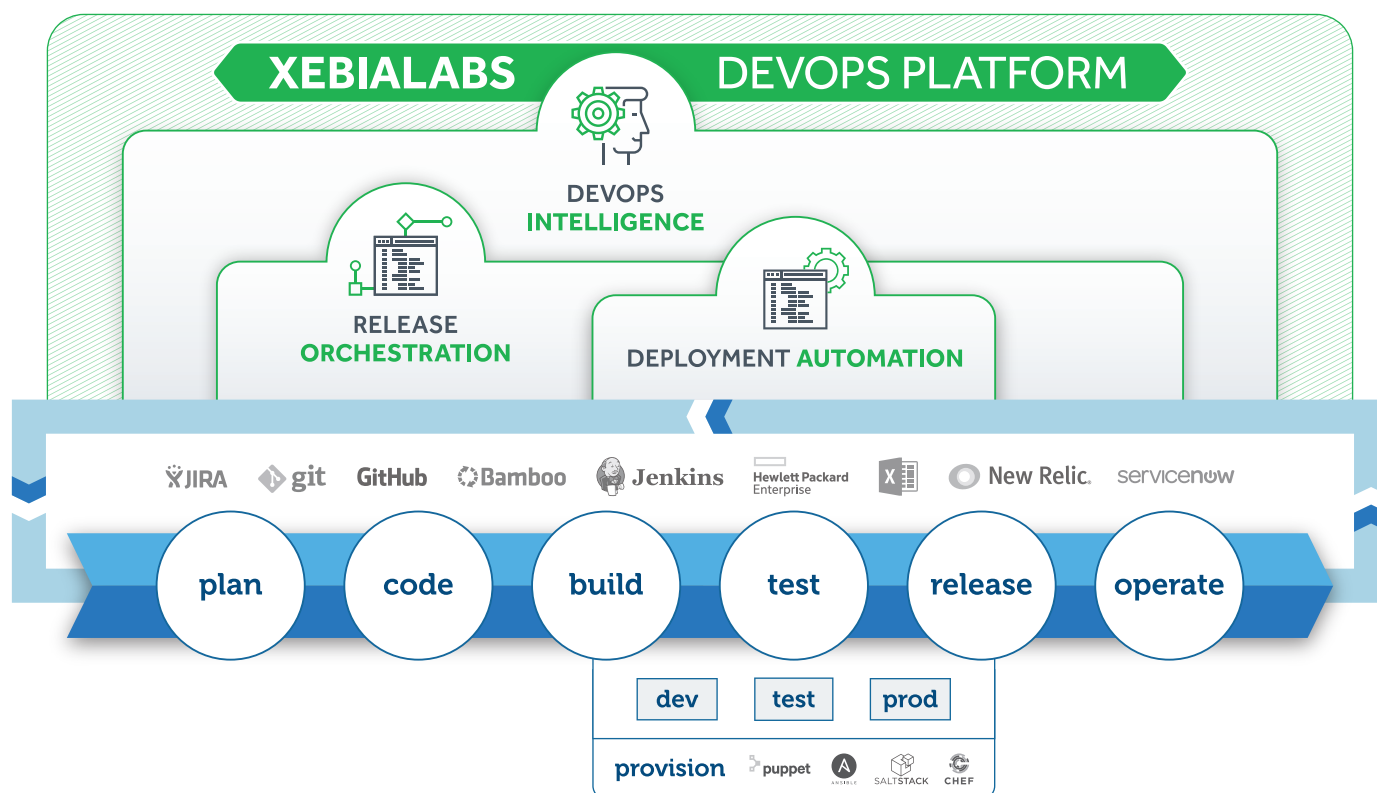 XEBIALABS DEVOPS PLATFORM
DEVOPS
INTELLIGENCE
RELEASE
ORCHESTRATION
DEPLOYMENT AUTOMATION
JIRA git GitHub Bamboo Jenkins Hewlett Packard
Enterprise
X New Relic. servicenow
plan code build test release operate
dev test prod
provision puppet A
ANSIBLE
SALTSTACK CHEF